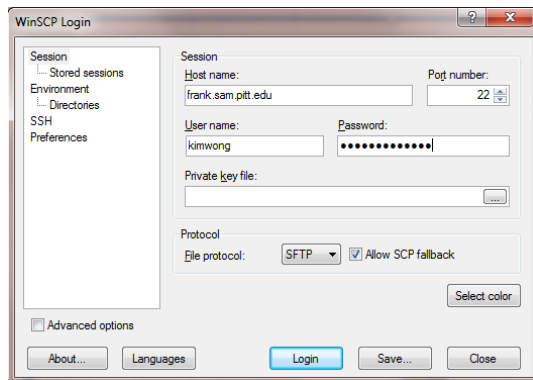 WinSCP Login
Session
Stored sessions
Environment
Directories
SSH
Preferences
Session
Host name:
Port number:
frank.sam.pitt.edu
22
User name:
Password:
kimwong
•••••••••••••
Private key file:
...
Protocol
File protocol:
SFTP
Allow SCP fallback
Select color
Advanced options
About...
Languages
Login
Save...
Close